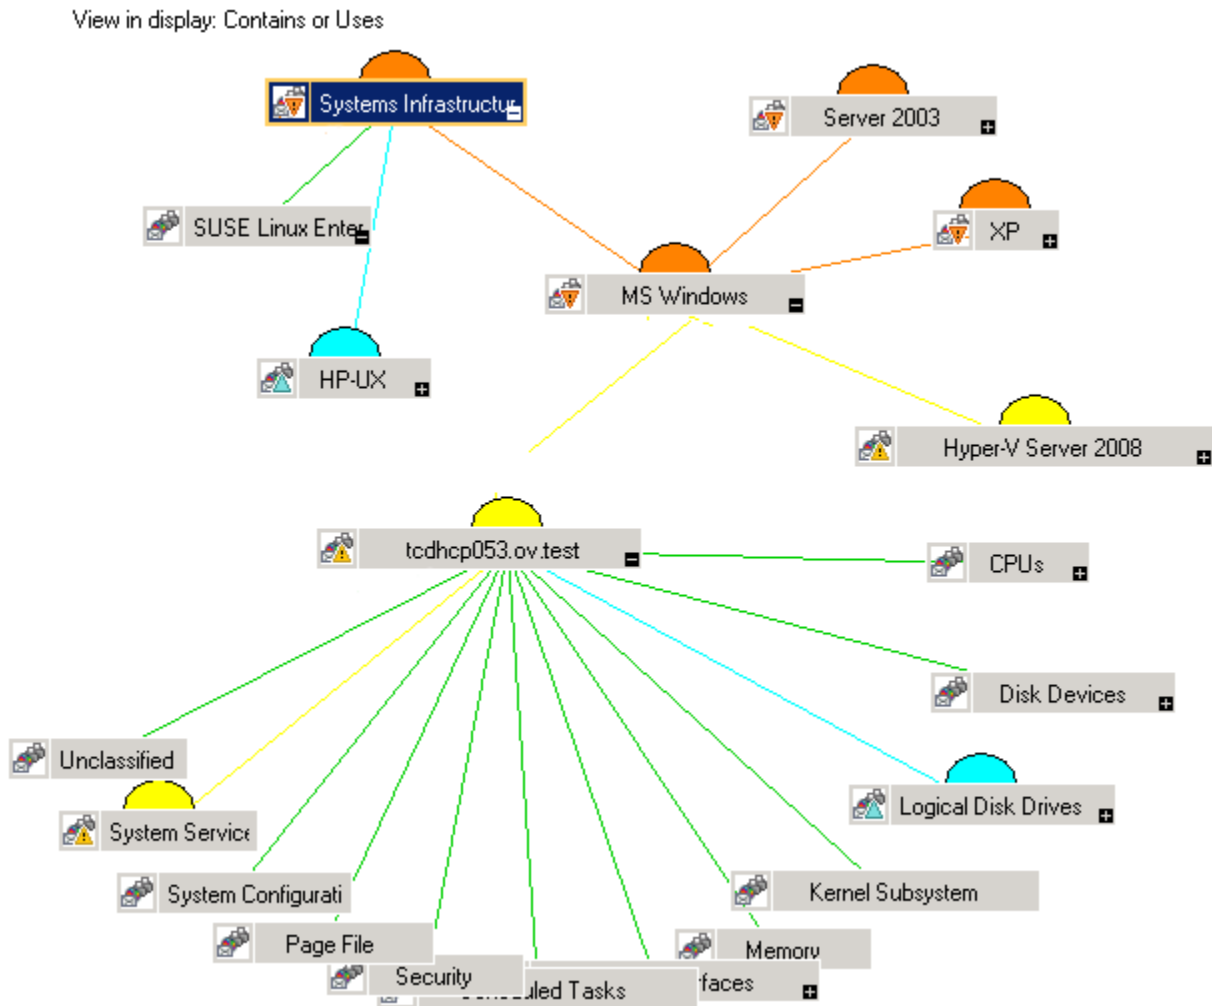 View in display: Contains or Uses
Systems Infrastructur
Server 2003
SUSE Linux Enter
XP
MS Windows
HP-UX
Hyper-V Server 2008
tcdhcp053.ov.test
CPUs
Disk Devices
Unclassified
Logical Disk Drives
System Service
System Configurati
Kernel Subsystem
Page File
Memory
Security
rfaces
Tasks